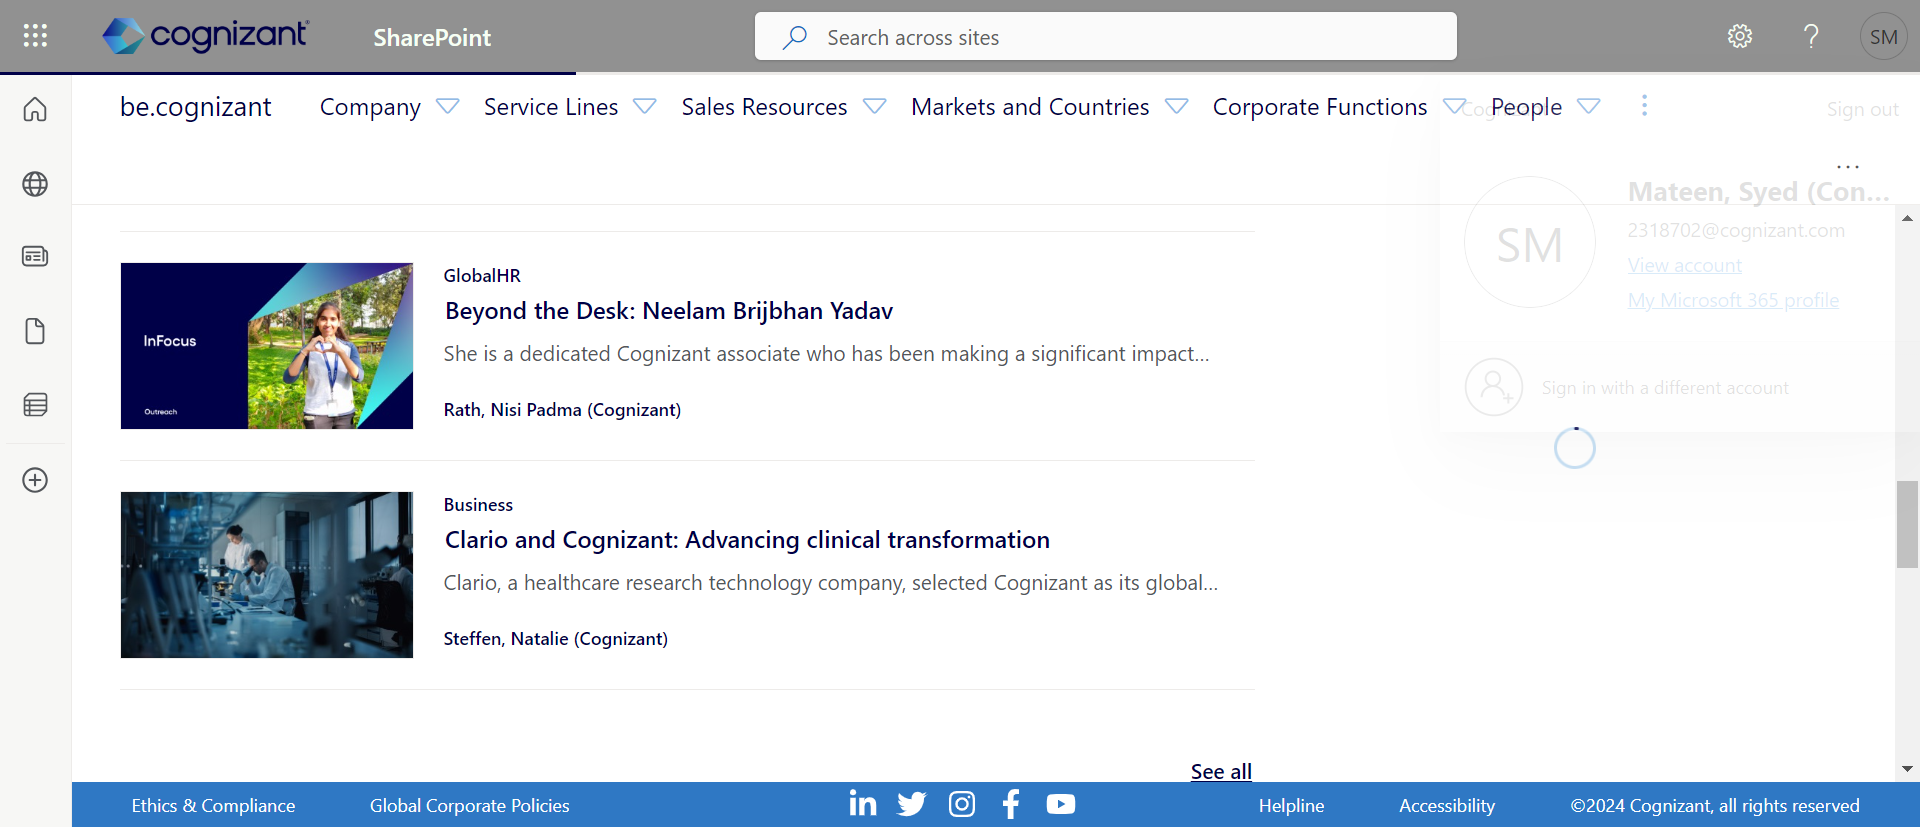 cognizant
SharePoint
Search across sites
SM
be.cognizant
Company
Service Lines
Sales Resources
Markets and Countries
Corporate Functions
People
Sign out
Mateen, Syed (Con...
2318702@cognizant.com
View account
My Microsoft 365 profile
SM
Sign in with a different account
InFocus
Outreach
GlobalHR
Beyond the Desk: Neelam Brijbhan Yadav
She is a dedicated Cognizant associate who has been making a significant impact...
Rath, Nisi Padma (Cognizant)
Business
Clario and Cognizant: Advancing clinical transformation
Clario, a healthcare research technology company, selected Cognizant as its global...
Steffen, Natalie (Cognizant)
See all
Ethics & Compliance
Global Corporate Policies
Helpline
Accessibility
©2024 Cognizant, all rights reserved